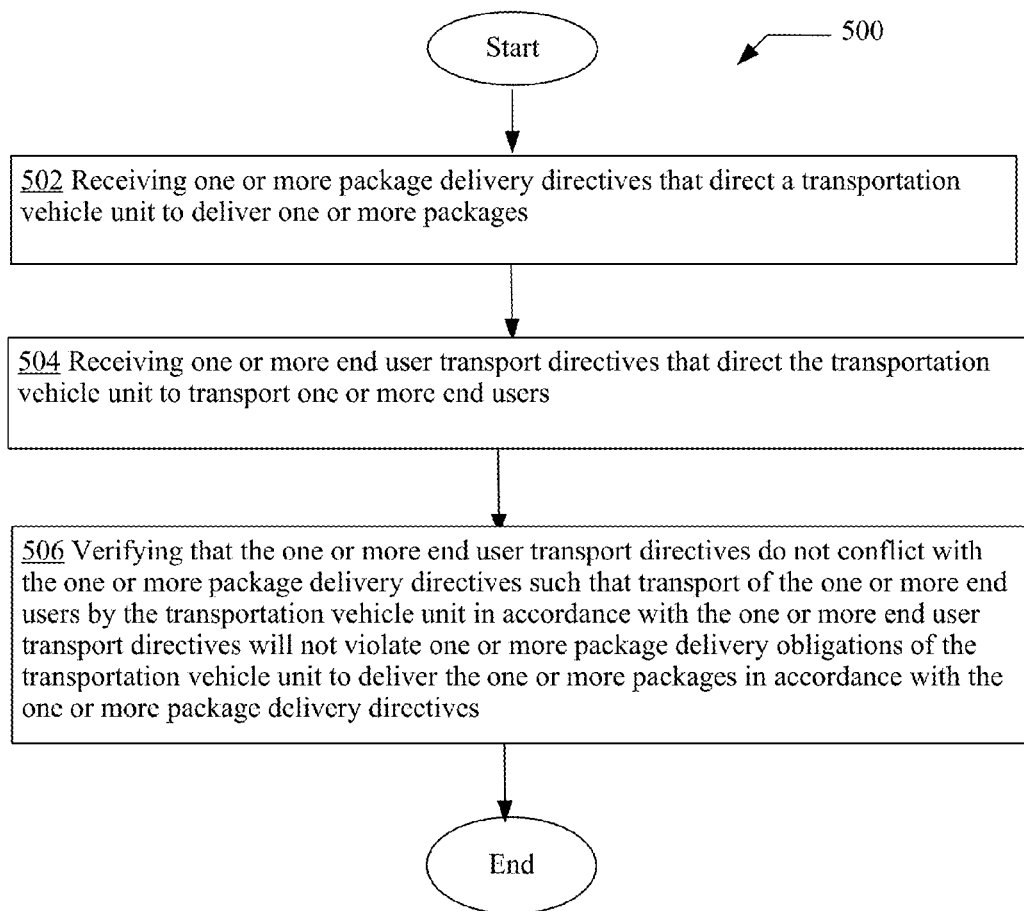 Start
500
502 Receiving one or more package delivery directives that direct a transportation
vehicle unit to deliver one or more packages
504 Receiving one or more end user transport directives that direct the transportation
vehicle unit to transport one or more end users
506 Verifying that the one or more end user transport directives do not conflict with
the one or more package delivery directives such that transport of the one or more end
users by the transportation vehicle unit in accordance with the one or more end user
transport directives will not violate one or more package delivery obligations of the
transportation vehicle unit to deliver the one or more packages in accordance with the
one or more package delivery directives
End